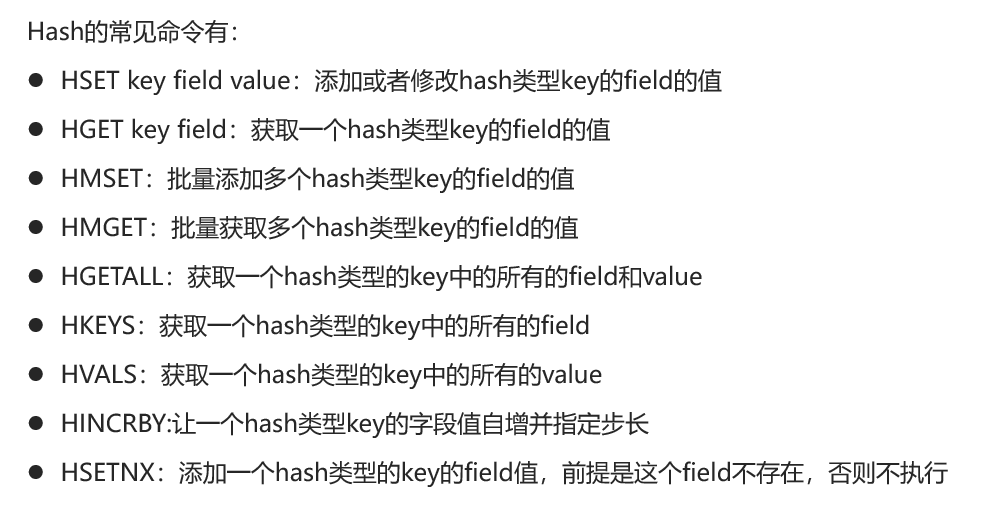 Hash的常见命令有：
● HSET key field value：添加或者修改hash类型key的field的值
● HGET key field：获取一个hash类型key的field的值
● HMSET：批量添加多个hash类型key的field的值
● HMGET：批量获取多个hash类型key的field的值
● HGETALL：获取一个hash类型的key中的所有的field和value
● HKEYS：获取一个hash类型的key中的所有的field
● HVALS：获取一个hash类型的key中的所有的value
● HINCRBY:让一个hash类型key的字段值自增并指定步长
● HSETNX：添加一个hash类型的key的field值，前提是这个field不存在，否则不执行